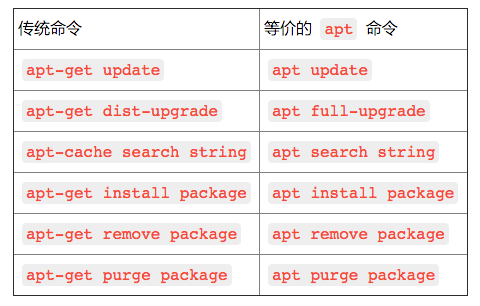 传统命令 等价的 apt 命令
apt-get update apt update
apt-get dist-upgrade apt full-upgrade
apt-cache search string apt search string
apt-get install package apt install package
apt-get remove package apt remove package
apt-get purge package apt purge package